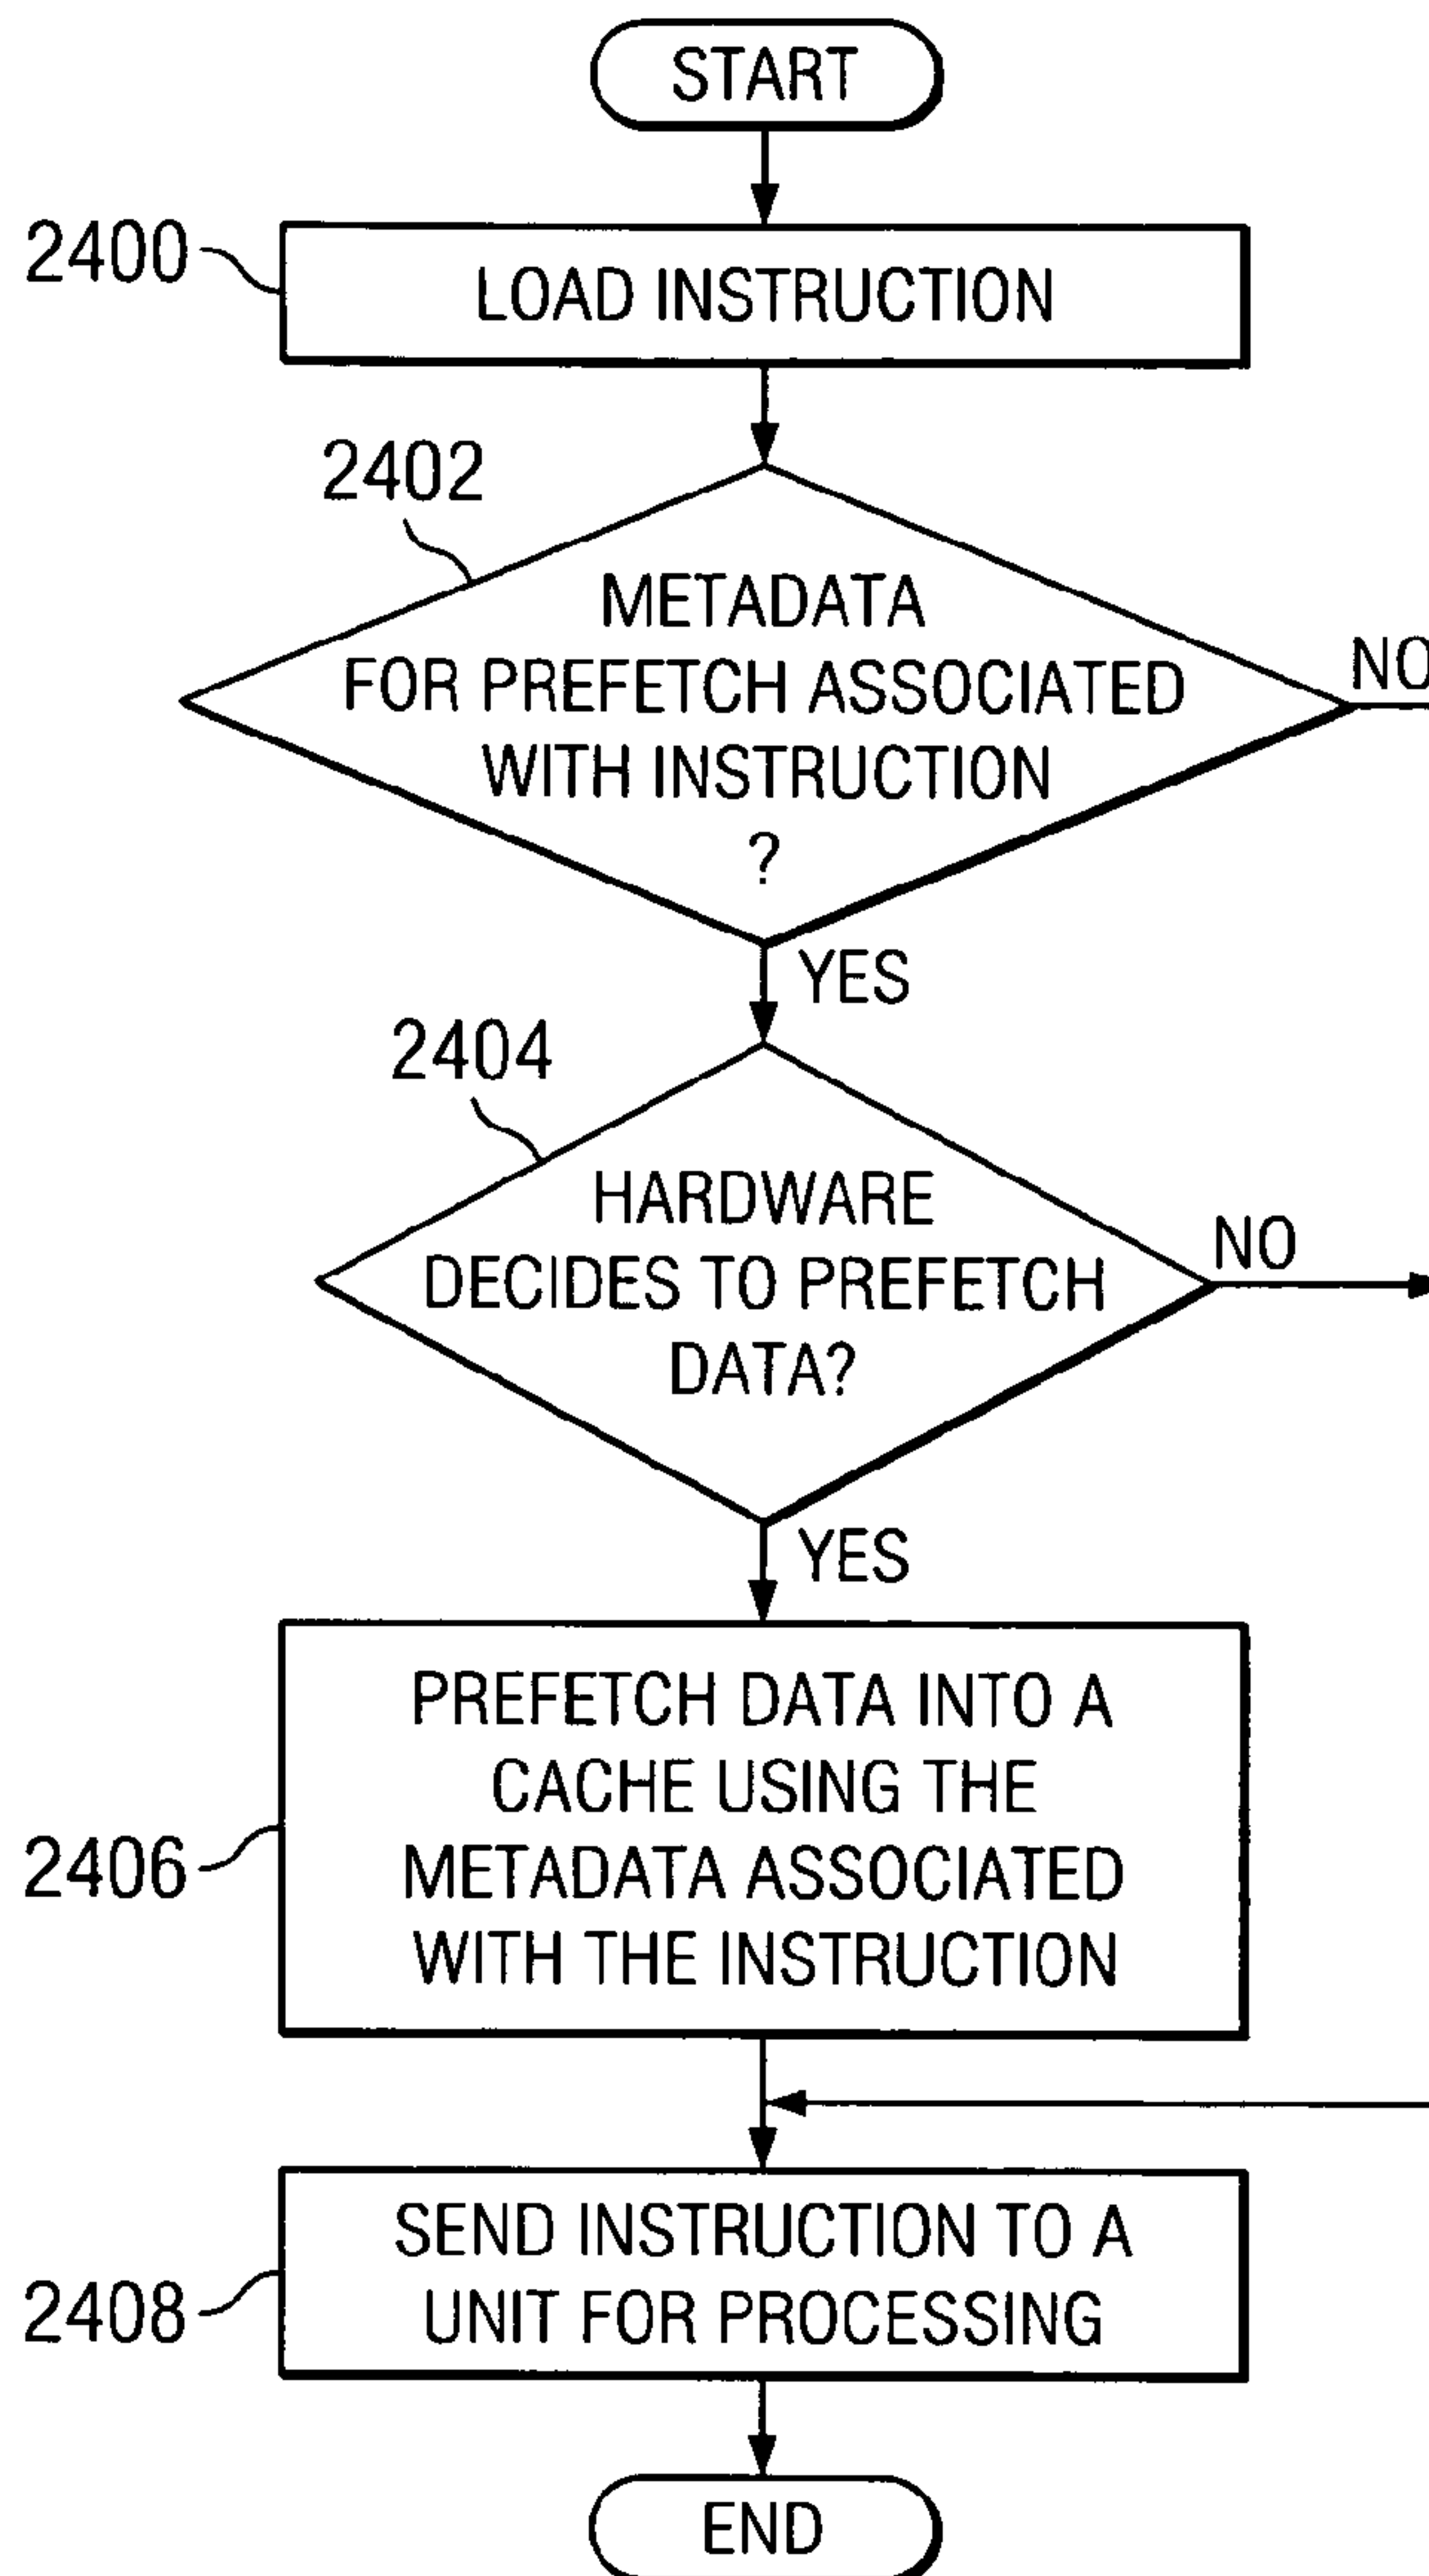 START
2400
LOAD INSTRUCTION
2402
METADATA
FOR PREFETCH ASSOCIATED
WITH INSTRUCTION
?
NO
YES
2404
HARDWARE
DECIDES TO PREFETCH
DATA?
NO
YES
2406
PREFETCH DATA INTO A
CACHE USING THE
METADATA ASSOCIATED
WITH THE INSTRUCTION
2408
SEND INSTRUCTION TO A
UNIT FOR PROCESSING
END